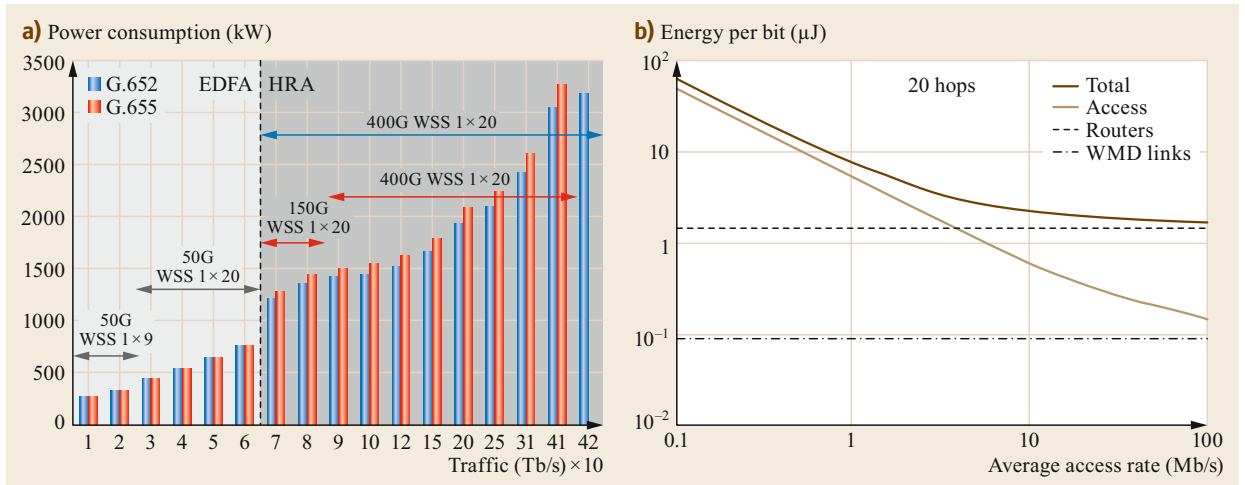 a) Power consumption (kW)
3500
3000
2500
2000
1500
1000
500
0
G.652
G.655
EDFA
HRA
400G WSS 1×20
400G WSS 1×20
150G
WSS 1×20
50G
WSS 1×20
50G
WSS 1×9
1 2 3 4 5 6 7 8 9 10 12 15 20 25 31 41 42
Traffic (Tb/s)×10
b) Energy per bit (μJ)
10²
10
1
10⁻¹
10⁻²
20 hops
Total
Access
Routers
WMD links
0.1 1 10 100
Average access rate (Mb/s)